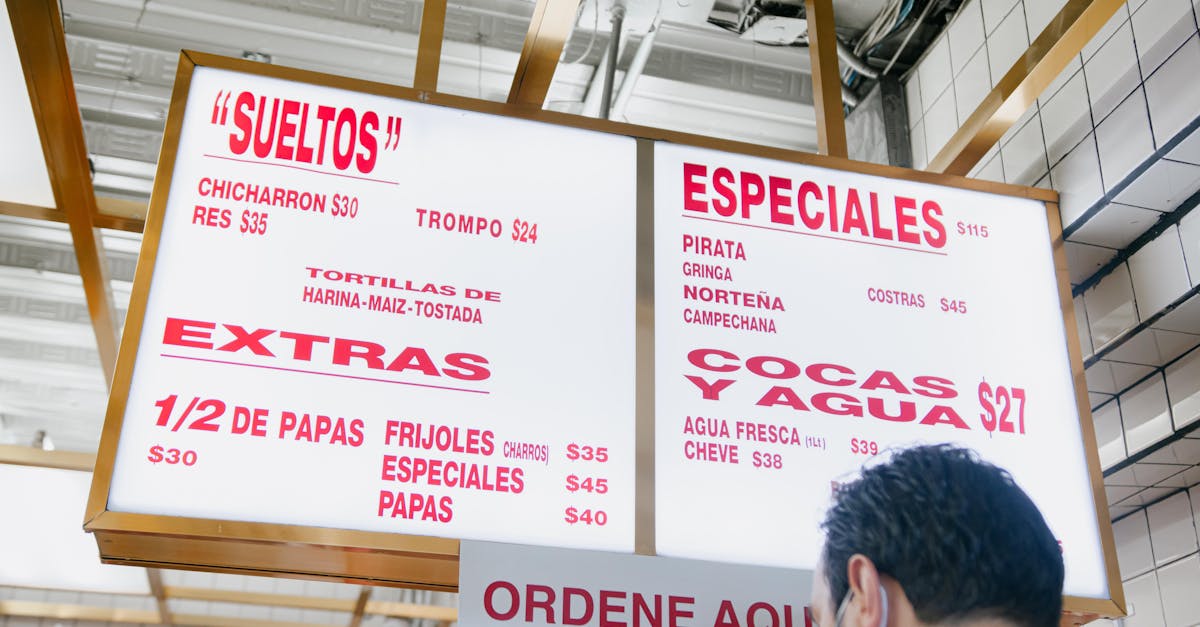 "SUELTOS"
CHICHARRON $30
RES $35
TROMPO $24
TORTILLAS DE
HARINA-MAIZ-TOSTADA
EXTRAS
1/2 DE PAPAS
$30
FRIJOLES CHARROS) $35
ESPECIALES $45
PAPAS $40
ESPECIALES $115
PIRATA
GRINGA
NORTEÑA
CAMPECHANA
COSTRAS $45
COCAS
Y AGUA $27
AGUA FRESCA (1Lt) $39
CHEVE $38
ORDENE AQUI